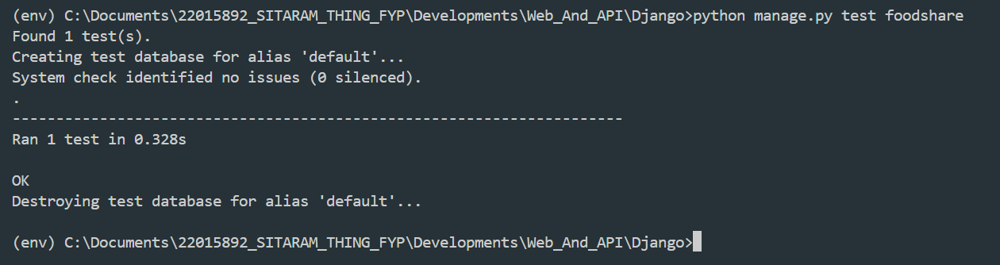 (env) C:\Documents\22015892_SITARAM_THING_FYP\Developments\Web_And_API\Django>python manage.py test foodshare
Found 1 test(s).
Creating test database for alias 'default'...
System check identified no issues (0 silenced).
.
----------------------------------------------------------------------
Ran 1 test in 0.328s
OK
Destroying test database for alias 'default'...
(env) C:\Documents\22015892_SITARAM_THING_FYP\Developments\Web_And_API\Django>